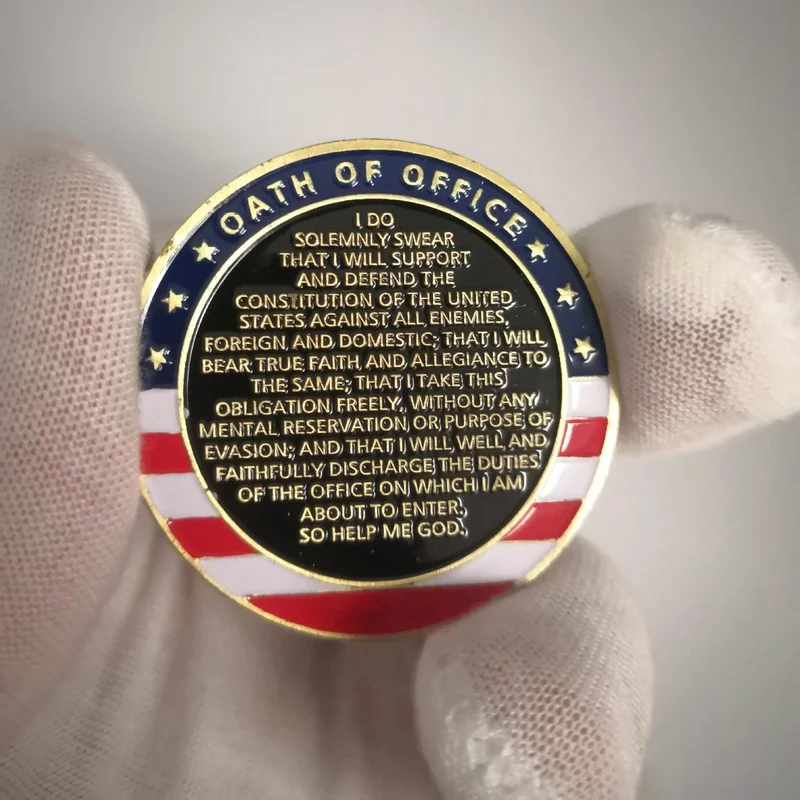 OATH OF OFFICE
I DO
SOLEMNLY SWEAR
THAT I WILL SUPPORT
AND DEFEND THE
CONSTITUTION OF THE UNITED
STATES AGAINST ALL ENEMIES,
FOREIGN AND DOMESTIC; THAT I WILL
BEAR TRUE FAITH AND ALLEGIANCE TO
THE SAME; THAT I TAKE THIS
OBLIGATION FREELY, WITHOUT ANY
MENTAL RESERVATION OR PURPOSE OF
EVASION; AND THAT I WILL WELL AND
FAITHFULLY DISCHARGE THE DUTIES
OF THE OFFICE ON WHICH I AM
ABOUT TO ENTER.
SO HELP ME GOD.